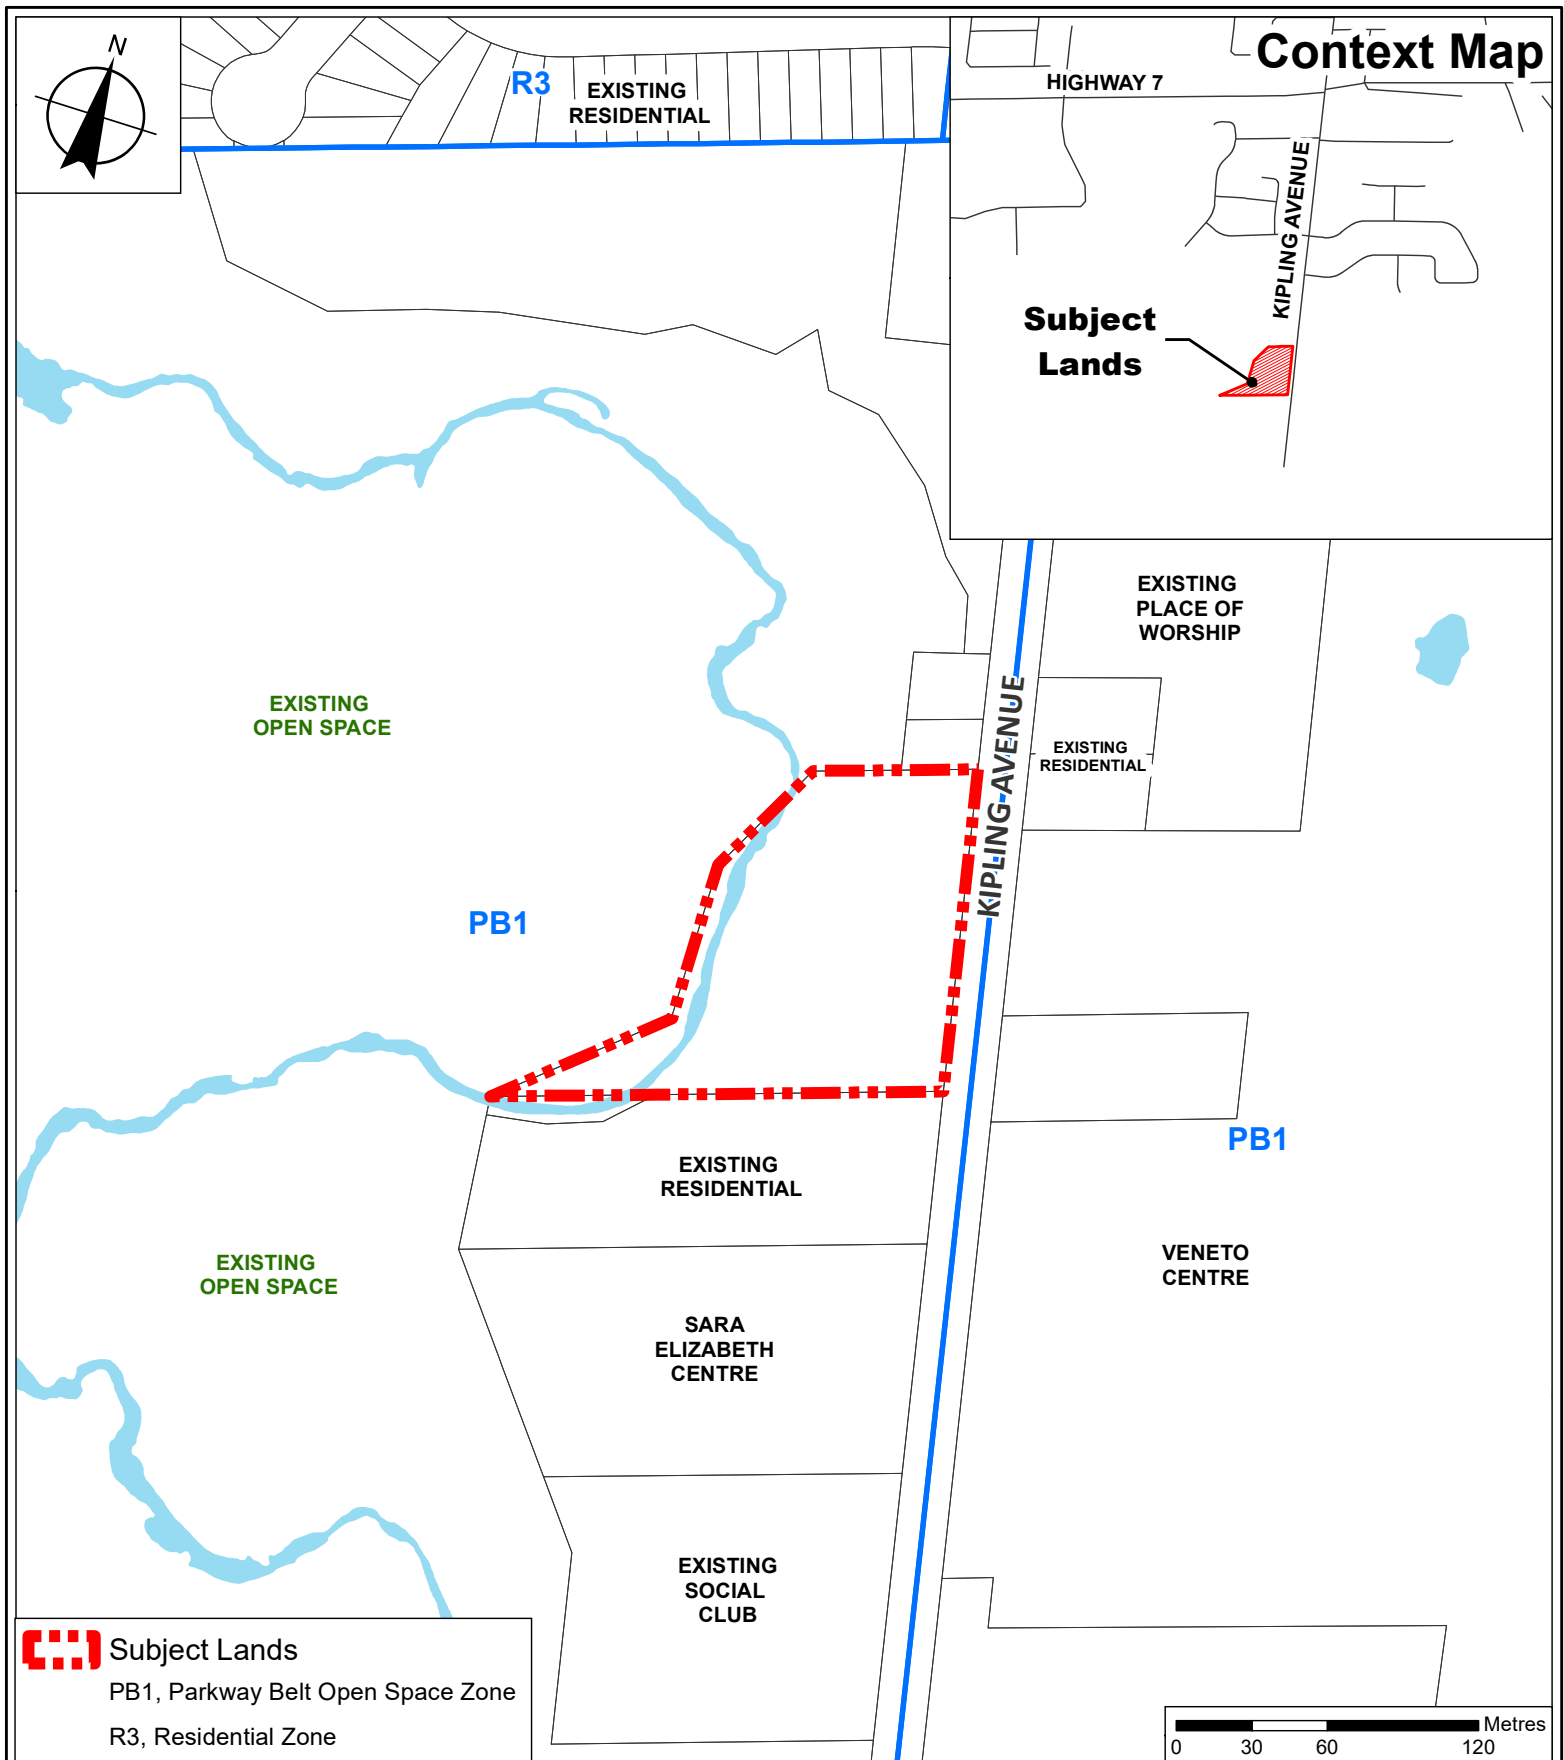 N
R3
EXISTING
RESIDENTIAL
Context Map
HIGHWAY 7
KIPLING AVENUE
Subject
Lands
EXISTING
PLACE OF
WORSHIP
EXISTING
OPEN SPACE
KIPLING AVENUE
EXISTING
RESIDENTIAL
PB1
PB1
EXISTING
RESIDENTIAL
EXISTING
OPEN SPACE
VENETO
CENTRE
SARA
ELIZABETH
CENTRE
EXISTING
SOCIAL
CLUB
Subject Lands
PB1, Parkway Belt Open Space Zone
R3, Residential Zone
Metres
0 30 60 120